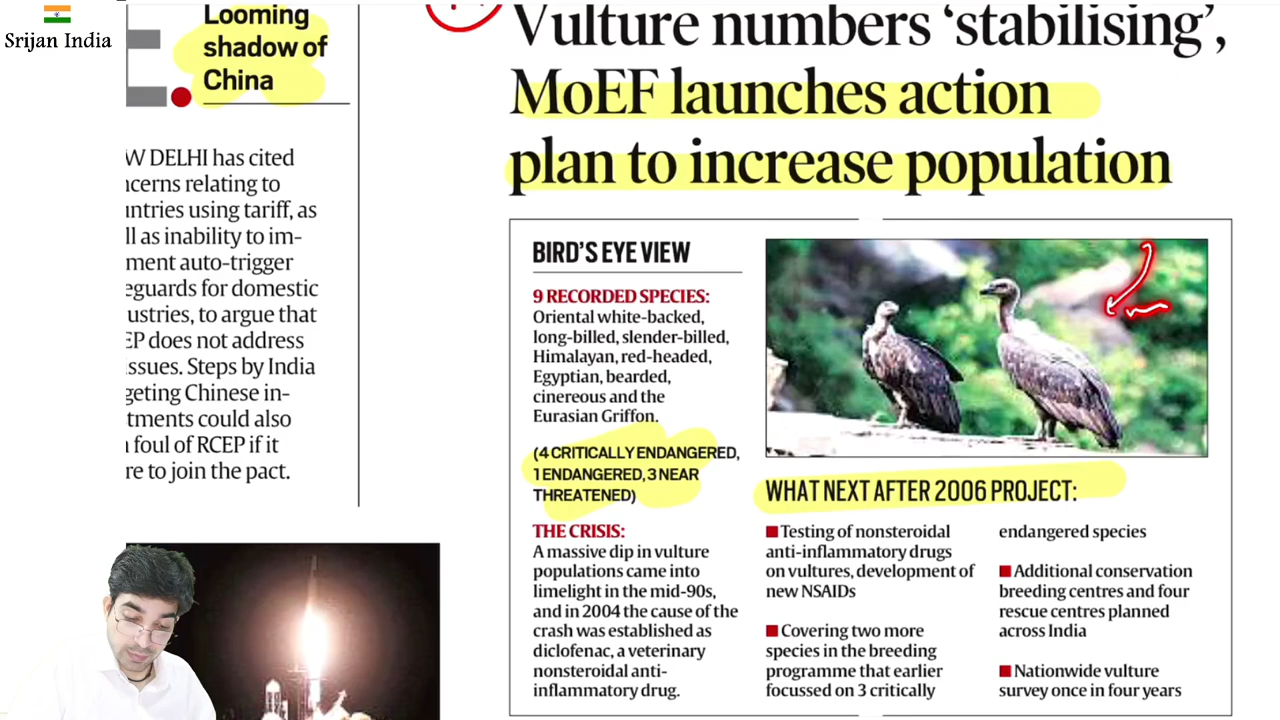 Srijan India
Looming
shadow of
China
W DELHI has cited
ncerns relating to
untries using tariff, as
ll as inability to im-
ment auto-trigger
eguards for domestic
ustries, to argue that
EP does not address
issues. Steps by India
geting Chinese in-
tments could also
foul of RCEP if it
re to join the pact.
Vulture numbers ‘stabilising’,
MoEF launches action
plan to increase population
BIRD’S EYE VIEW
9 RECORDED SPECIES:
Oriental white-backed,
long-billed, slender-billed,
Himalayan, red-headed,
Egyptian, bearded,
cinereous and the
Eurasian Griffon.
(4 CRITICALLY ENDANGERED,
1 ENDANGERED, 3 NEAR
THREATENED)
THE CRISIS:
A massive dip in vulture
populations came into
limelight in the mid-90s,
and in 2004 the cause of the
crash was established as
diclofenac, a veterinary
nonsteroidal anti-
inflammatory drug.
WHAT NEXT AFTER 2006 PROJECT:
Testing of nonsteroidal
anti-inflammatory drugs
on vultures, development of
new NSAIDs
Covering two more
species in the breeding
programme that earlier
focussed on 3 critically
endangered species
Additional conservation
breeding centres and four
rescue centres planned
across India
Nationwide vulture
survey once in four years